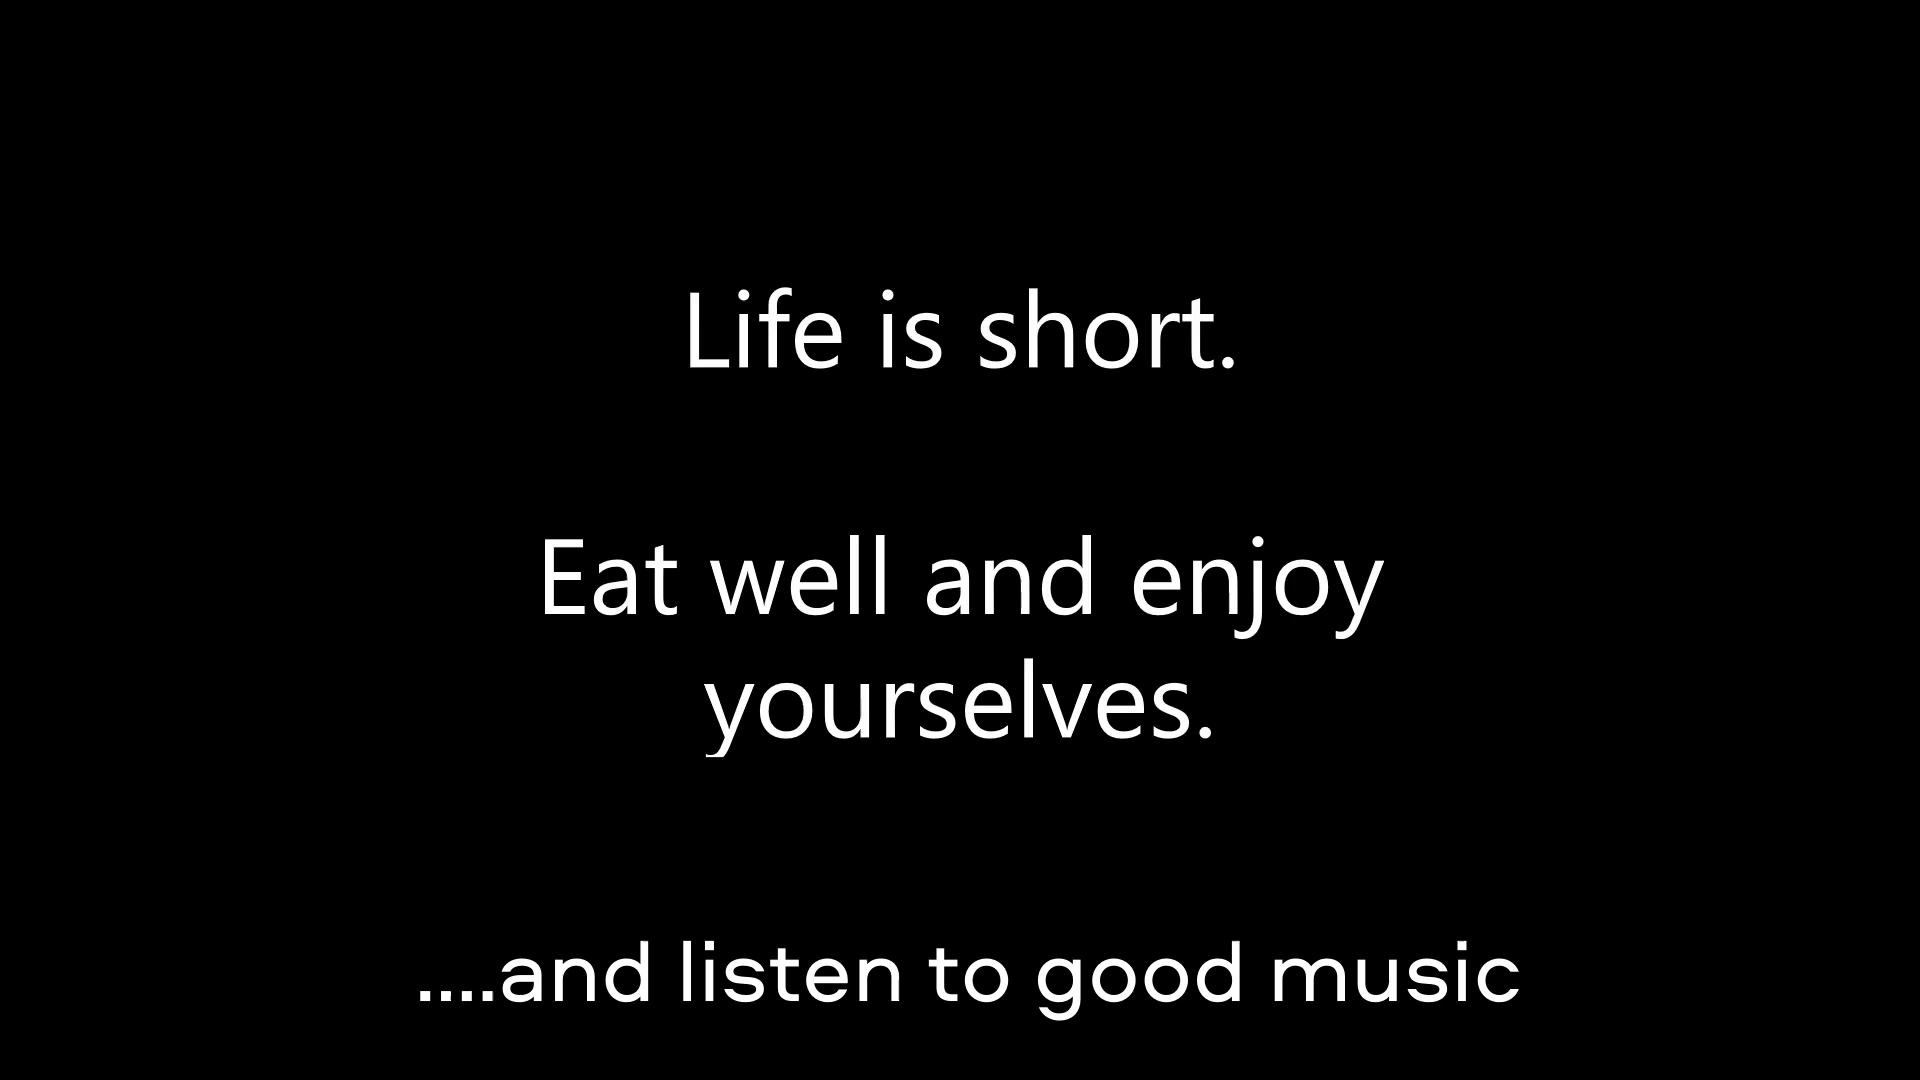 Life is short.
Eat well and enjoy
yourselves.
....and listen to good music